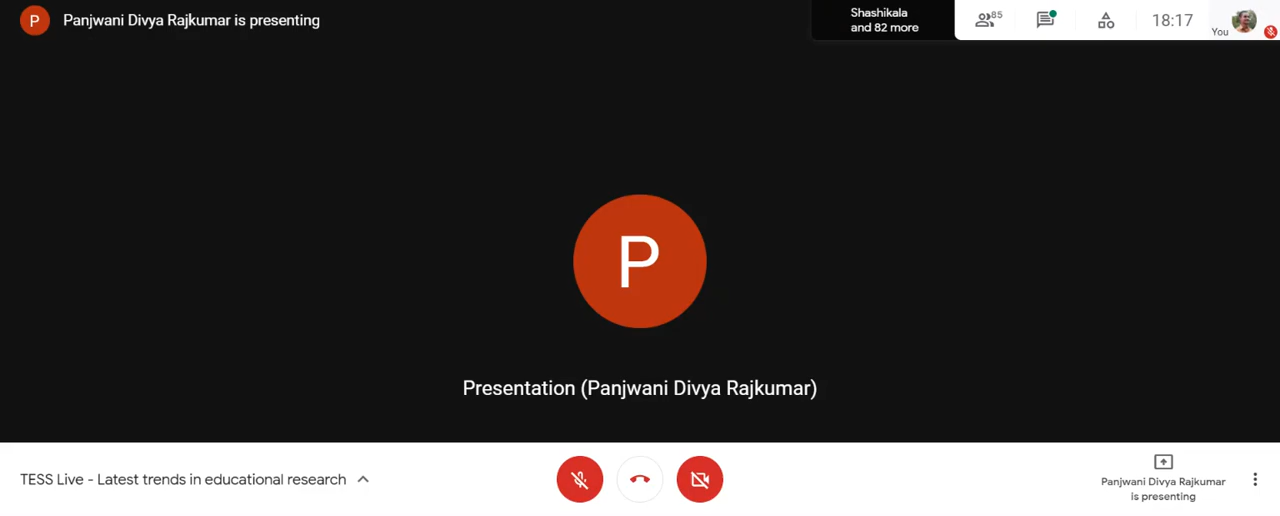 P
Panjwani Divya Rajkumar is presenting
Shashikala
and 82 more
85
18:17
You
P
Presentation (Panjwani Divya Rajkumar)
TESS Live - Latest trends in educational research
Panjwani Divya Rajkumar
is presenting